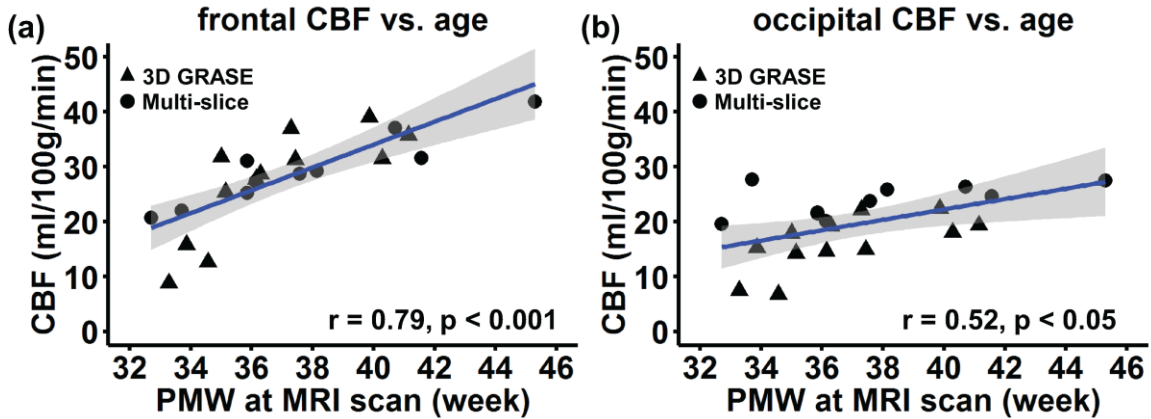 (a) frontal CBF vs. age
CBF (ml/100g/min)
50
40
30
20
10
0
3D GRASE
Multi-slice
r = 0.79, p < 0.001
32 34 36 38 40 42 44 46
PMW at MRI scan (week)
(b) occipital CBF vs. age
CBF (ml/100g/min)
50
40
30
20
10
0
3D GRASE
Multi-slice
r = 0.52, p < 0.05
32 34 36 38 40 42 44 46
PMW at MRI scan (week)